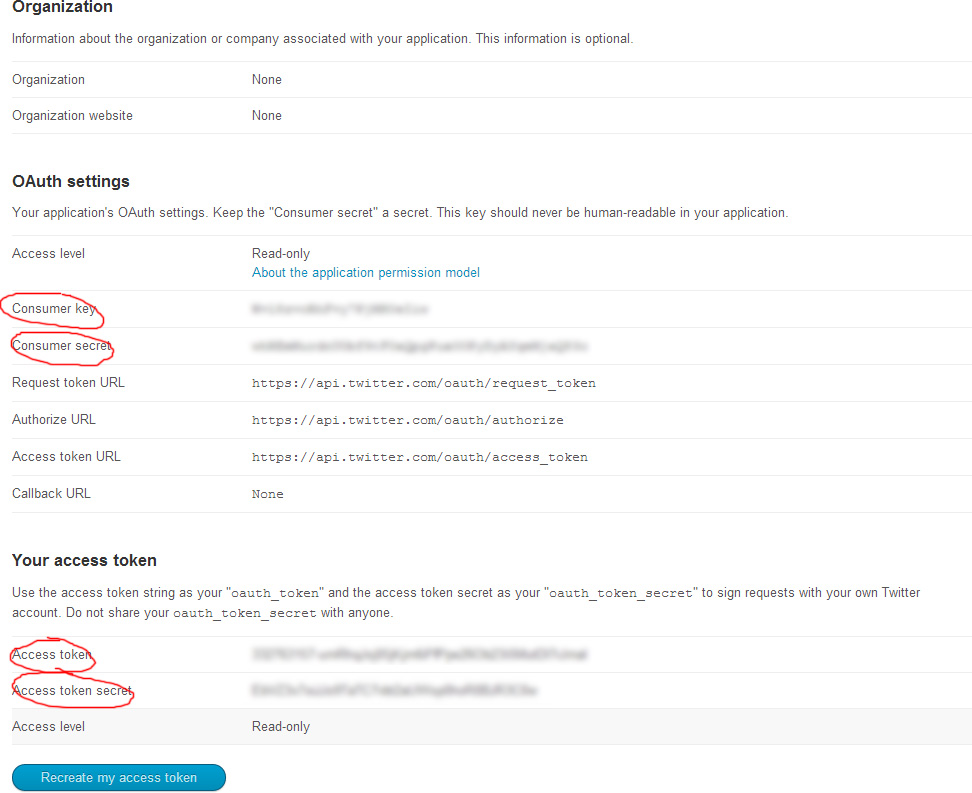 Organization
Information about the organization or company associated with your application. This information is optional.
Organization None
Organization website None
OAuth settings
Your application's OAuth settings. Keep the "Consumer secret" a secret. This key should never be human-readable in your application.
Access level Read-only
About the application permission model
Consumer key
Consumer secret
Request token URL https://api.twitter.com/oauth/request_token
Authorize URL https://api.twitter.com/oauth/authorize
Access token URL https://api.twitter.com/oauth/access_token
Callback URL None
Your access token
Use the access token string as your "oauth_token" and the access token secret as your "oauth_token_secret" to sign requests with your own Twitter
account. Do not share your oauth_token_secret with anyone.
Access token
Access token secret
Access level Read-only
Recreate my access token